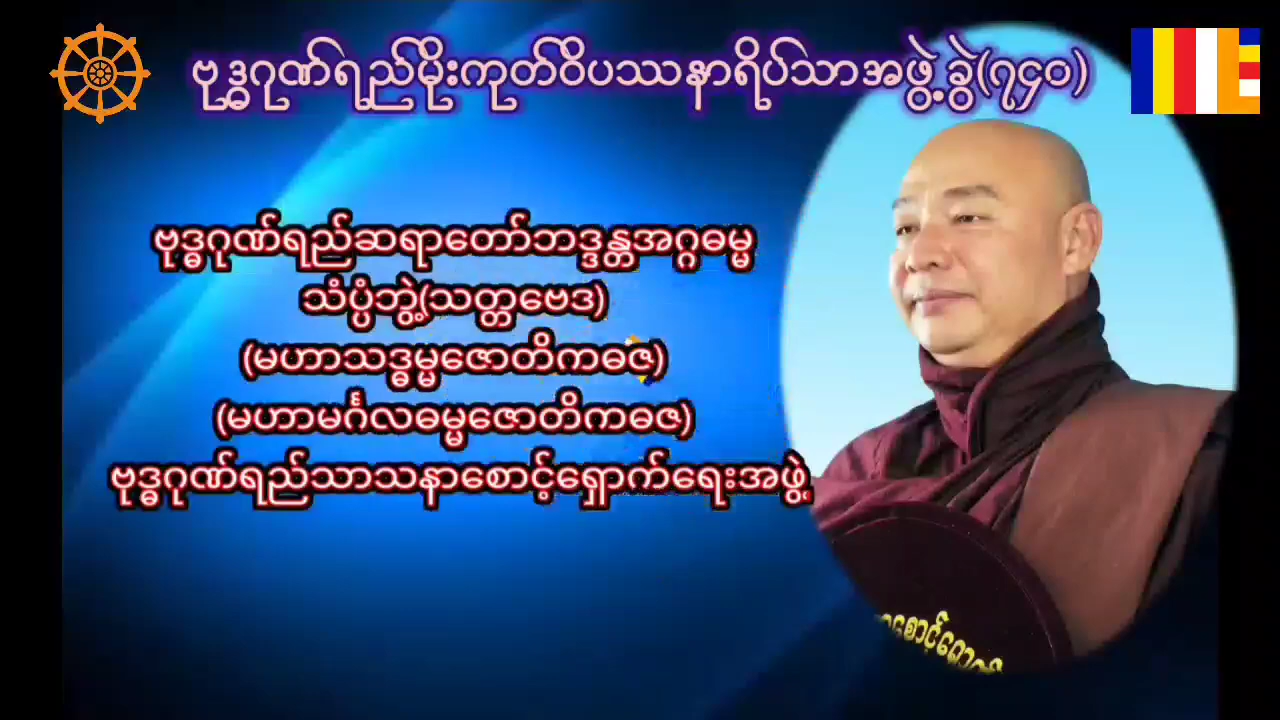 ဗုဒ္ဓဂုဏ်ရည်မိုးကုတ်ဝိပဿနာရိပ်သာအဖွဲ့ခွဲ(၇၄၀)
ဗုဒ္ဓဂုဏ်ရည်ဆရာတော်ဘဒ္ဒန္တအဂ္ဂဓမ္မ
သံပ္ပံဘွဲ့(သတ္တဗေဒ)
(မဟာသဒ္ဓမ္မဇောတိကဓဇ)
(မဟာမင်္ဂလဓမ္မဇောတိကဓဇ)
ဗုဒ္ဓဂုဏ်ရည်သာသနာစောင့်ရှောက်ရေးအဖွဲ့